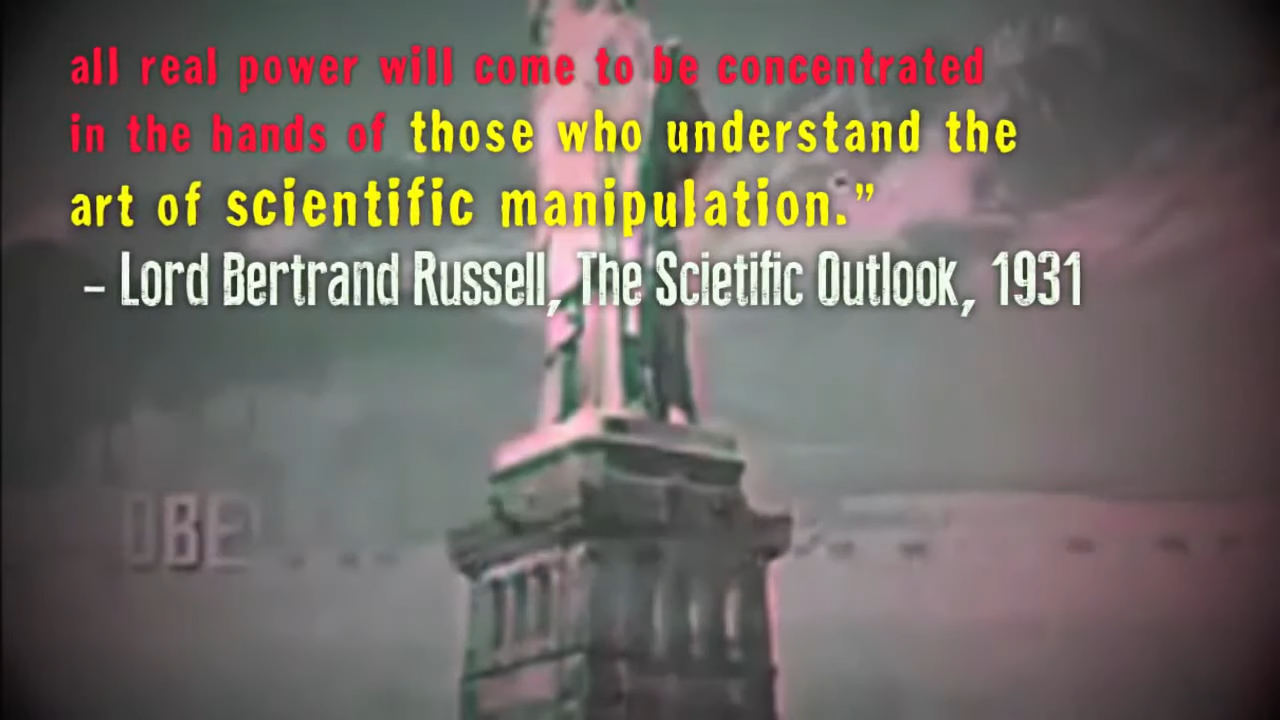 all real power will come to be concentrated
in the hands of those who understand the
art of scientific manipulation.”
– Lord Bertrand Russell, The Scietific Outlook, 1931
OBE